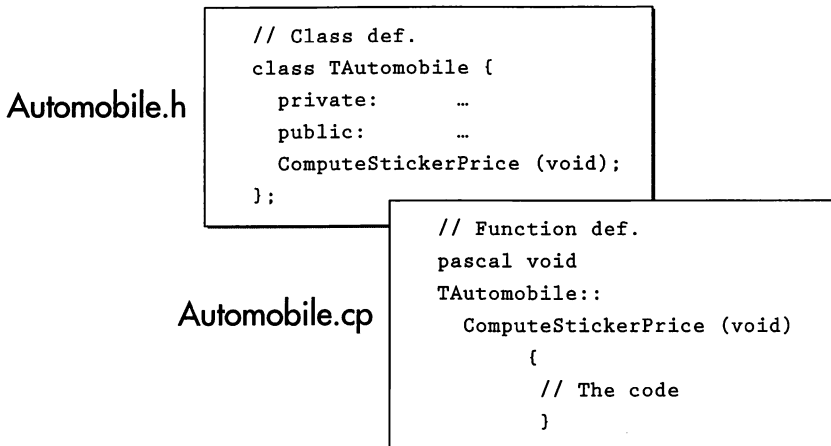 Automobile.h
// Class def.
class TAutomobile {
private: …
public: …
ComputeStickerPrice (void);
};
Automobile.cp
// Function def.
pascal void
TAutomobile::
ComputeStickerPrice (void)
{
// The code
}